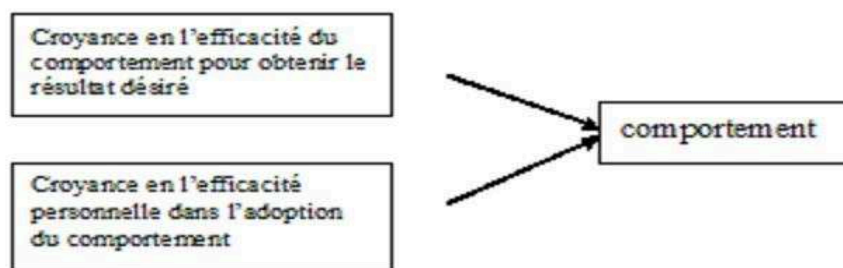 Croyance en l'efficacité du
comportement pour obtenir le
résultat désiré
comportement
Croyance en l'efficacité
personnelle dans l'adoption
du comportement